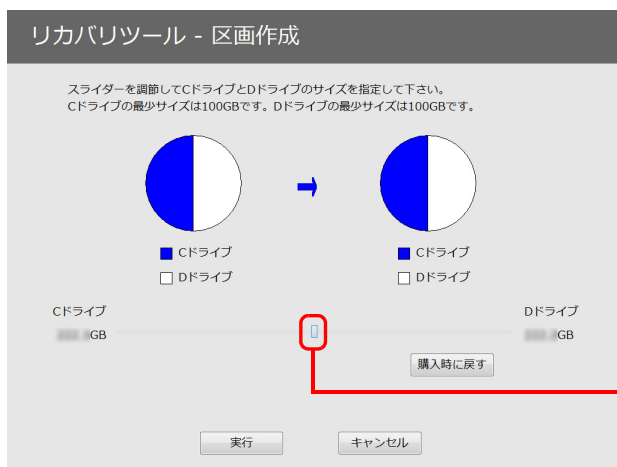 リカバリツール - 区画作成
スライダーを調節してCドライブとDドライブのサイズを指定して下さい。
Cドライブの最少サイズは100GBです。Dドライブの最少サイズは100GBです。
Cドライブ
Dドライブ
Cドライブ
Dドライブ
Cドライブ
GB
Dドライブ
GB
購入時に戻す
実行
キャンセル